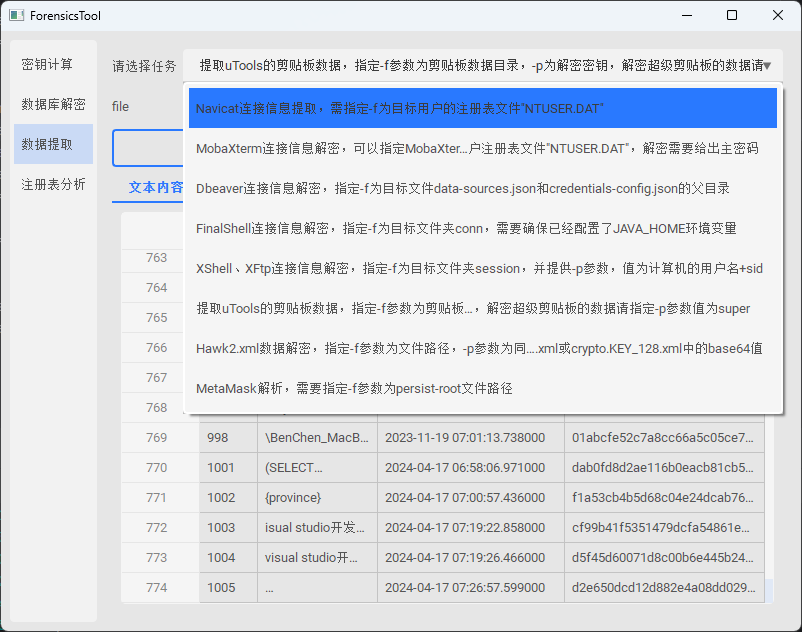 ForensicsTool
密钥计算
数据库解密
数据提取
注册表分析
请选择任务
提取uTools的剪贴板数据，指定-f参数为剪贴板数据目录，-p为解密密钥，解密超级剪贴板的数据请
file
Navicat连接信息提取，需指定-f为目标用户的注册表文件"NTUSER.DAT"
MobaXterm连接信息解密，可以指定MobaXter...户注册表文件"NTUSER.DAT"，解密需要给出主密码
Dbeaver连接信息解密，指定-f为目标文件data-sources.json和credentials-config.json的父目录
FinalShell连接信息解密，指定-f为目标文件夹conn，需要确保已经配置了JAVA_HOME环境变量
XShell、XFtp连接信息解密，指定-f为目标文件夹session，并提供-p参数，值为计算机的用户名+sid
提取uTools的剪贴板数据，指定-f参数为剪贴板...，解密超级剪贴板的数据请指定-p参数值为super
Hawk2.xml数据解密，指定-f参数为文件路径，-p参数为同....xml或crypto.KEY_128.xml中的base64值
MetaMask解析，需要指定-f参数为persist-root文件路径
文本内容
763
764
765
766
767
768
769 998 \BenChen_MacB... 2023-11-19 07:01:13.738000 01abcfe52c7a8cc66a5c05ce7...
770 1001 (SELECT... 2024-04-17 06:58:06.971000 dab0fd8d2ae116b0eacb81cb5...
771 1002 {province} 2024-04-17 07:00:57.436000 f1a53cb4b5d68c04e24dcab76...
772 1003 isual studio开发... 2024-04-17 07:19:22.858000 cf99b41f5351479dcfa54861e...
773 1004 visual studio开... 2024-04-17 07:19:26.466000 d5f45d60071d8c00b6e445b24...
774 1005 ... 2024-04-17 07:26:57.599000 d2e650dcd12d882e4a08dd029...